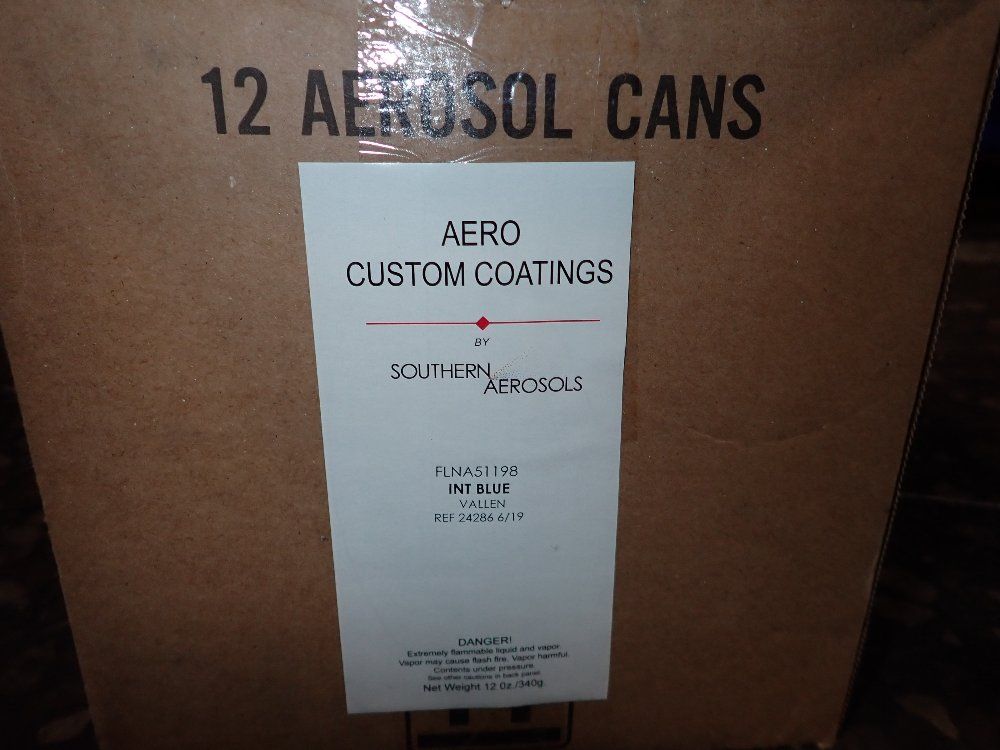 12 AEROSOL CANS
AERO
CUSTOM COATINGS
BY
SOUTHERN
AEROSOLS
FLNA51198
INT BLUE
VALLEN
REF 24286 6/19
DANGER!
Extremely flammable liquid and vapor.
Vapor may cause flash fire. Vapor harmful.
Contents under pressure.
See other cautions in back panel.
Net Weight 12 0z./340g.